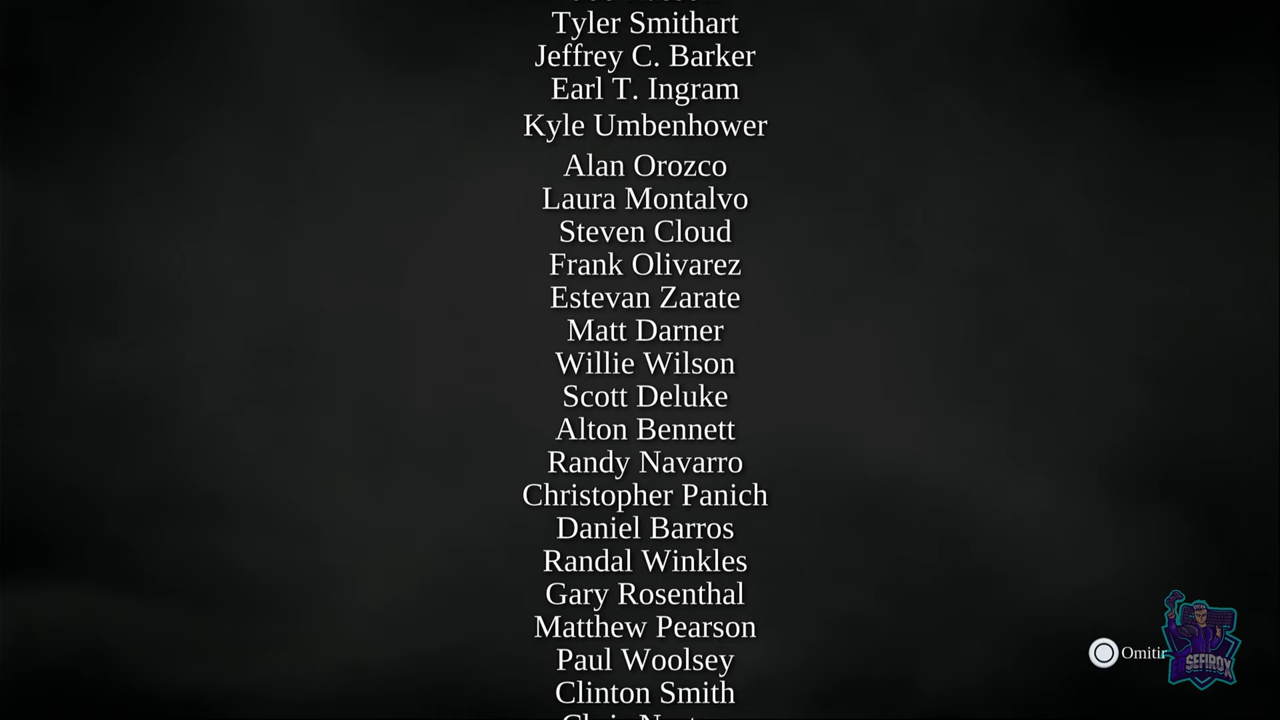 Tyler Smithart
Jeffrey C. Barker
Earl T. Ingram
Kyle Umbenhower
Alan Orozco
Laura Montalvo
Steven Cloud
Frank Olivarez
Estevan Zarate
Matt Darner
Willie Wilson
Scott Deluke
Alton Bennett
Randy Navarro
Christopher Panich
Daniel Barros
Randal Winkles
Gary Rosenthal
Matthew Pearson
Paul Woolsey
Clinton Smith
Omitir
SEFIROX